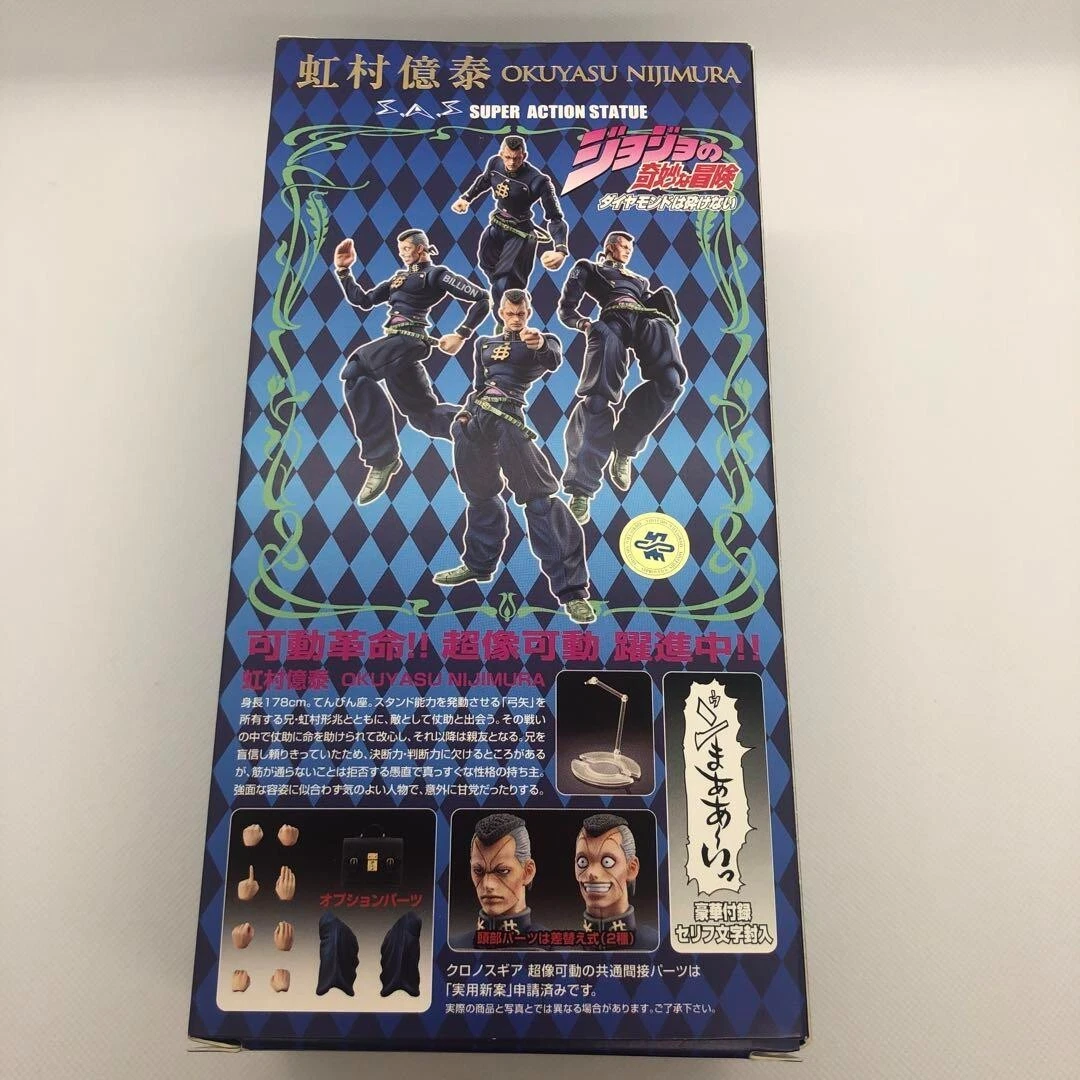 虹村億泰 OKUYASU NIJIMURA
S.A.S SUPER ACTION STATUE
ジョジョの
奇妙な冒険
ダイヤモンドは砕けない
BILLION
可動革命!! 超像可動 躍進中!!
虹村億泰 OKUYASU NIJIMURA
身長178cm。てんびん座。スタンド能力を発動させる「弓矢」を
所有する兄・虹村形兆とともに、敵として仗助と出会う。その戦い
の中で仗助に命を助けられて改心し、それ以降は親友となる。兄を
盲信し頼りきっていたため、決断力・判断力に欠けるところがある
が、筋が通らないことは拒否する愚直で真っすぐな性格の持ち主。
強面な容姿に似合わず気のよい人物で、意外に甘党だったりする。
ゥンまああ〜いっ
豪華付録
セリフ文字封入
オプションパーツ
頭部パーツは差替え式(2種)
クロノスギア 超像可動の共通間接パーツは
「実用新案」申請済みです。
実際の商品と写真とでは異なる場合があります。ご了承下さい。